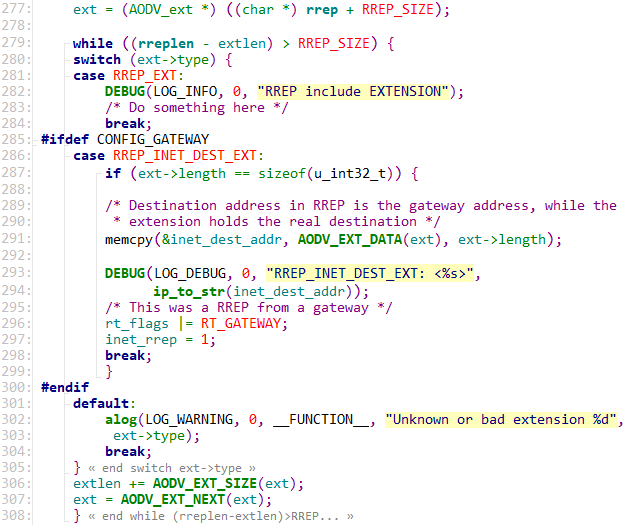 277:     ext = (AODV_ext *) ((char *) rrep + RREP_SIZE);
278:
279:     while ((rreplen - extlen) > RREP_SIZE) {
280:     switch (ext->type) {
281:     case RREP_EXT:
282:         DEBUG(LOG_INFO, 0, "RREP include EXTENSION");
283:         /* Do something here */
284:         break;
285: #ifdef CONFIG_GATEWAY
286:     case RREP_INET_DEST_EXT:
287:         if (ext->length == sizeof(u_int32_t)) {
288:
289:         /* Destination address in RREP is the gateway address, while the
290:          * extension holds the real destination */
291:         memcpy(&inet_dest_addr, AODV_EXT_DATA(ext), ext->length);
292:
293:         DEBUG(LOG_DEBUG, 0, "RREP_INET_DEST_EXT: <%s>",
294:               ip_to_str(inet_dest_addr));
295:         /* This was a RREP from a gateway */
296:         rt_flags |= RT_GATEWAY;
297:         inet_rrep = 1;
298:         break;
299:         }
300: #endif
301:     default:
302:         alog(LOG_WARNING, 0, __FUNCTION__, "Unknown or bad extension %d",
303:          ext->type);
304:         break;
305:     } « end switch ext->type »
306:     extlen += AODV_EXT_SIZE(ext);
307:     ext = AODV_EXT_NEXT(ext);
308:     } « end while (rreplen-extlen)>RREP... »